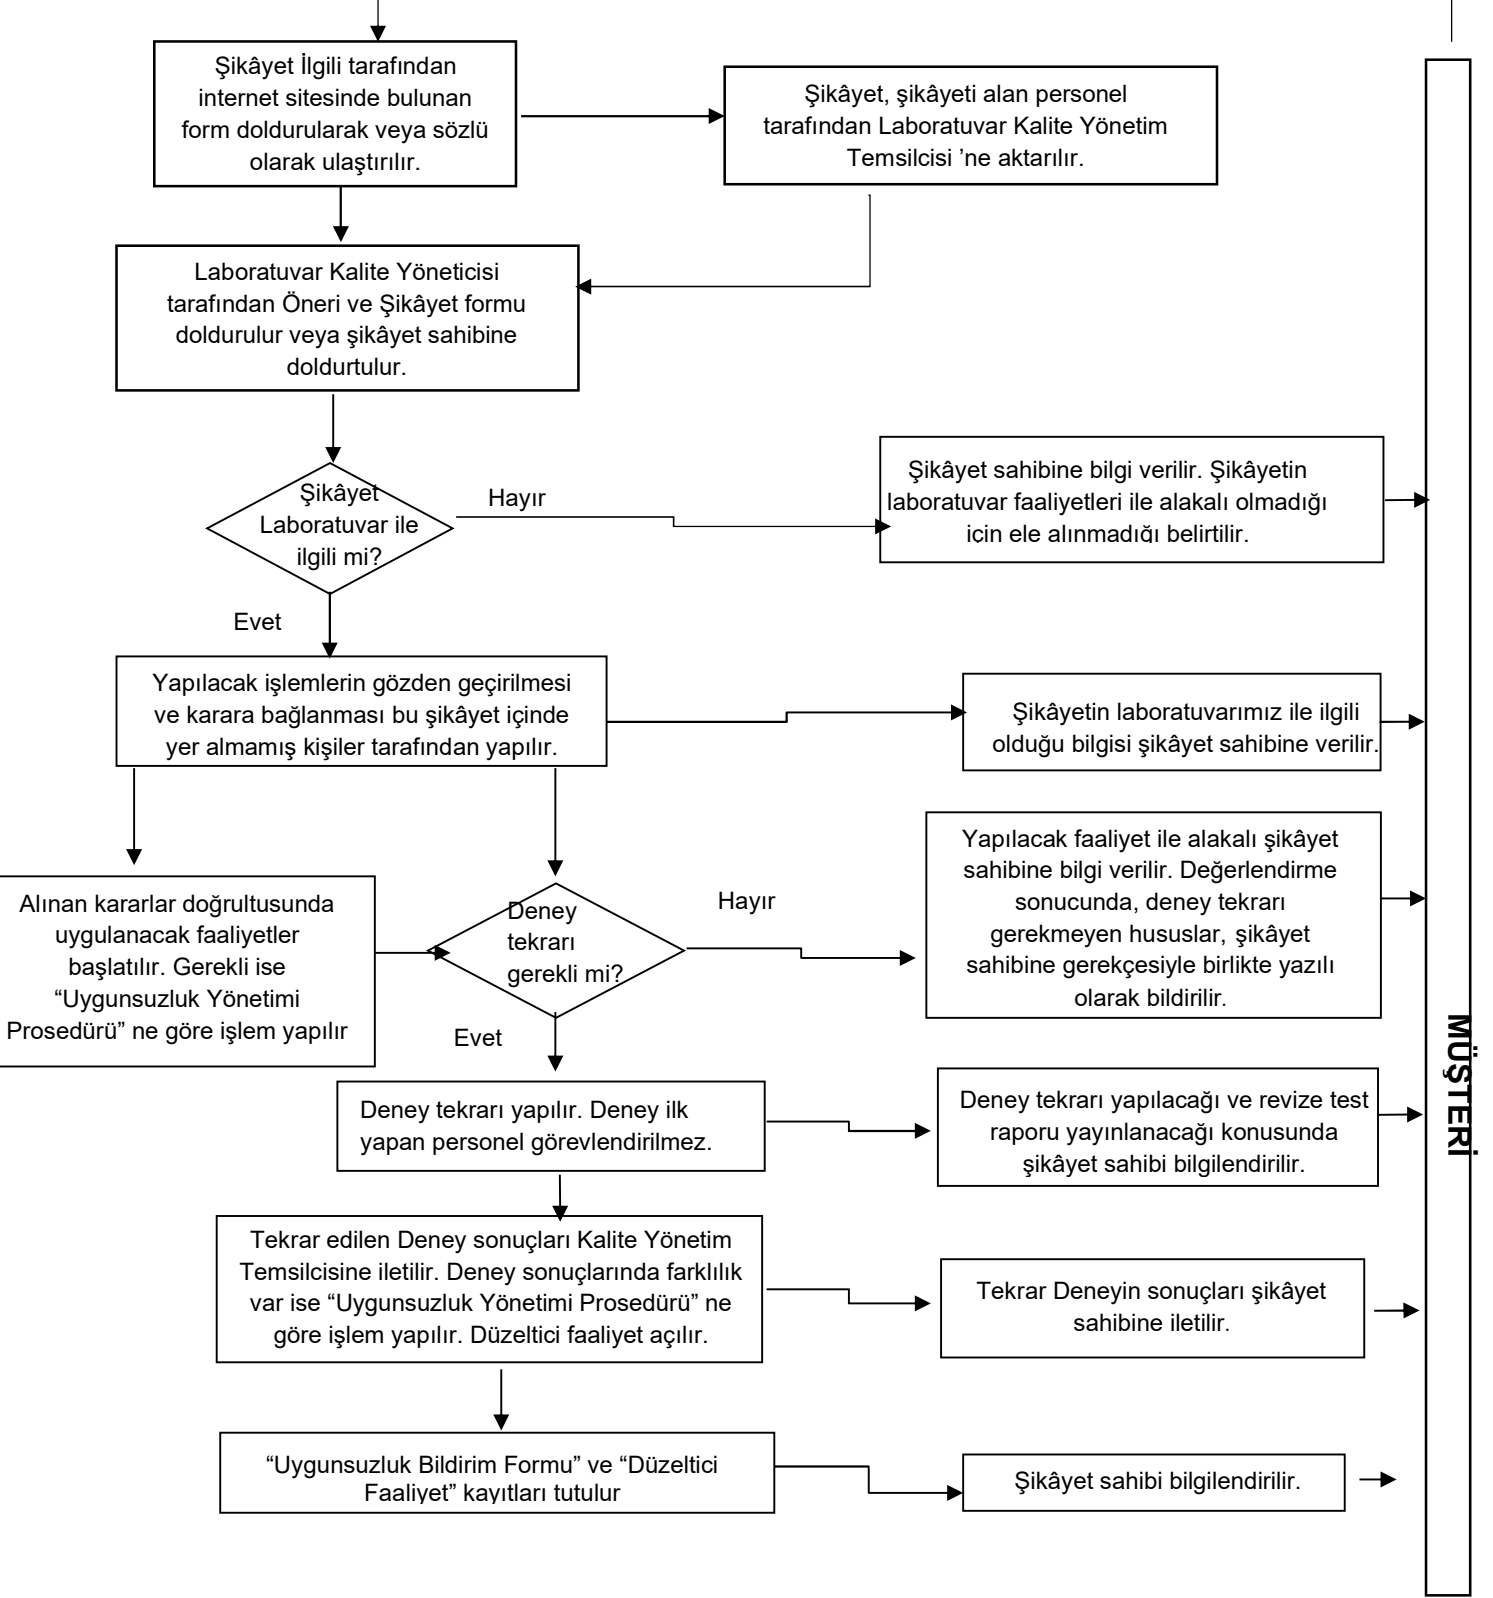 Şikâyet İlgili tarafından
internet sitesinde bulunan
form doldurularak veya sözlü
olarak ulaştırılır.
Şikâyet, şikâyeti alan personel
tarafından Laboratuvar Kalite Yönetim
Temsilcisi ’ne aktarılır.
Laboratuvar Kalite Yöneticisi
tarafından Öneri ve Şikâyet formu
doldurulur veya şikâyet sahibine
doldurtulur.
Şikâyet
Laboratuvar ile
ilgili mi?
Hayır
Şikâyet sahibine bilgi verilir. Şikâyetin
laboratuvar faaliyetleri ile alakalı olmadığı
için ele alınmadığı belirtilir.
Evet
Yapılacak işlemlerin gözden geçirilmesi
ve karara bağlanması bu şikâyet içinde
yer almamış kişiler tarafından yapılır.
Şikâyetin laboratuvarımız ile ilgili
olduğu bilgisi şikâyet sahibine verilir.
Alınan kararlar doğrultusunda
uygulanacak faaliyetler
başlatılır. Gerekli ise
“Uygunsuzluk Yönetimi
Prosedürü” ne göre işlem yapılır
Deney
tekrarı
gerekli mi?
Hayır
Yapılacak faaliyet ile alakalı şikâyet
sahibine bilgi verilir. Değerlendirme
sonucunda, deney tekrarı
gerekmeyen hususlar, şikâyet
sahibine gerekçesiyle birlikte yazılı
olarak bildirilir.
Evet
Deney tekrarı yapılır. Deney ilk
yapan personel görevlendirilmez.
Deney tekrarı yapılacağı ve revize test
raporu yayınlanacağı konusunda
şikâyet sahibi bilgilendirilir.
Tekrar edilen Deney sonuçları Kalite Yönetim
Temsilcisine iletilir. Deney sonuçlarında farklılık
var ise “Uygunsuzluk Yönetimi Prosedürü” ne
göre işlem yapılır. Düzeltici faaliyet açılır.
Tekrar Deneyin sonuçları şikâyet
sahibine iletilir.
“Uygunsuzluk Bildirim Formu” ve “Düzeltici
Faaliyet” kayıtları tutulur
Şikâyet sahibi bilgilendirilir.
MÜŞTERİ